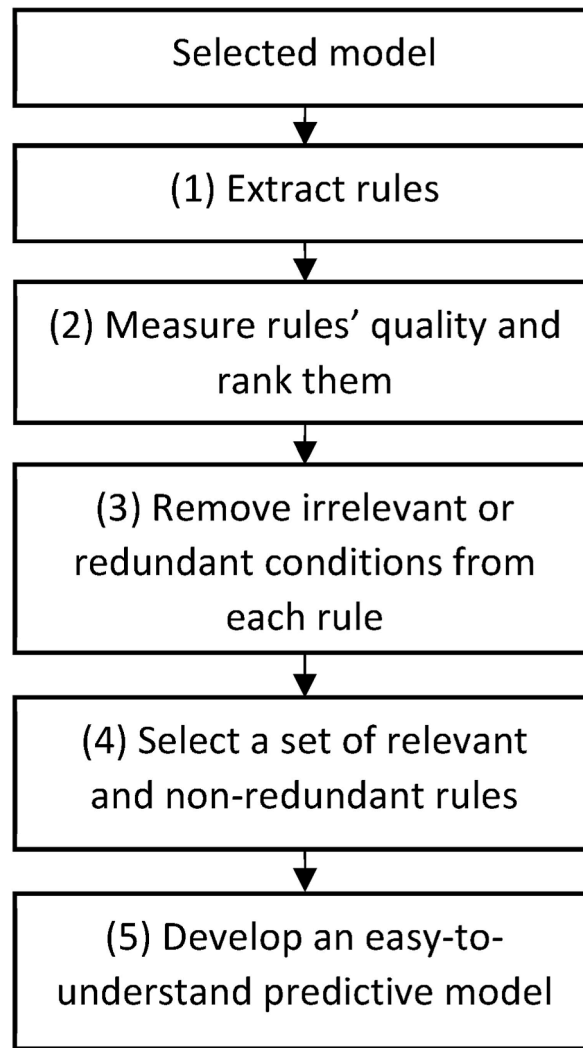 Selected model
(1) Extract rules
(2) Measure rules’ quality and
rank them
(3) Remove irrelevant or
redundant conditions from
each rule
(4) Select a set of relevant
and non-redundant rules
(5) Develop an easy-to-
understand predictive model